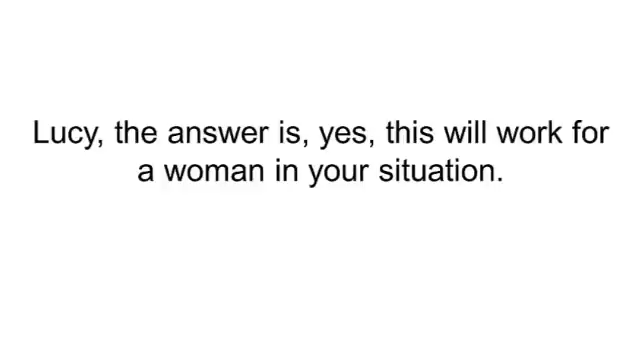 Lucy, the answer is, yes, this will work for
a woman in your situation.